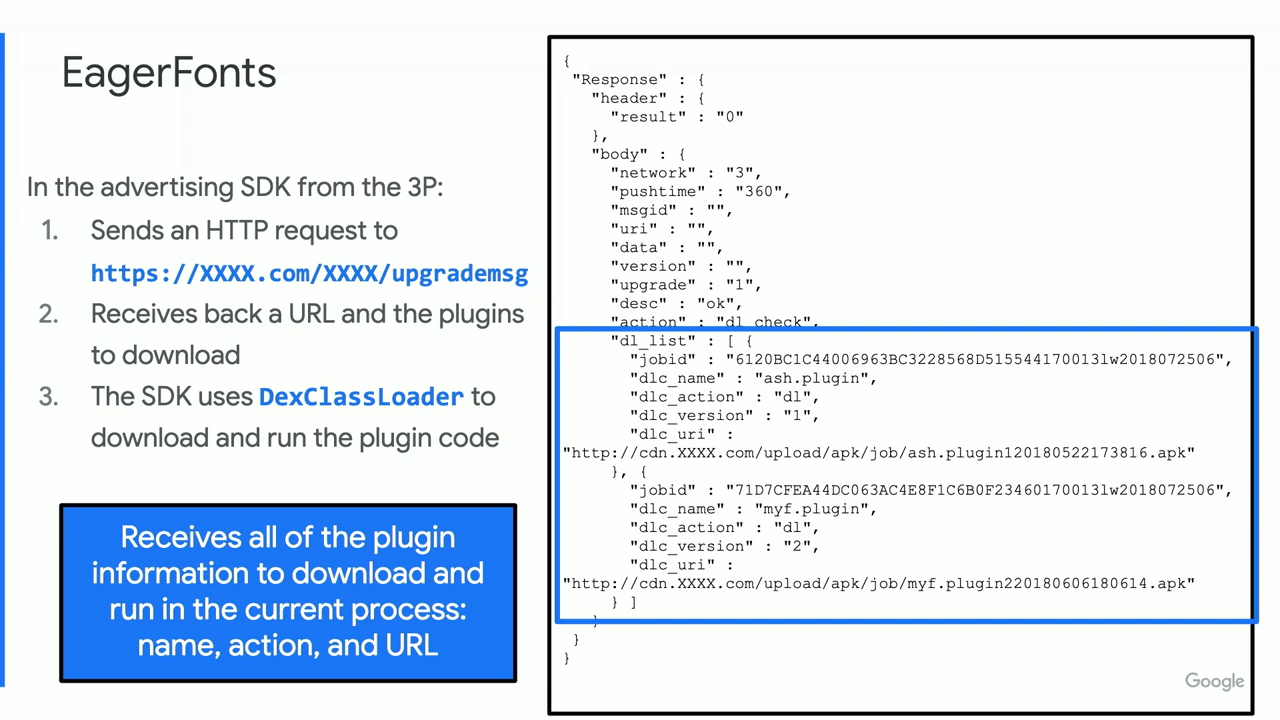 EagerFonts
In the advertising SDK from the 3P:
1. Sends an HTTP request to
https://XXXX.com/XXXX/upgrademsg
2. Receives back a URL and the plugins
to download
3. The SDK uses DexClassLoader to
download and run the plugin code
Receives all of the plugin
information to download and
run in the current process:
name, action, and URL
{
"Response" : {
"header" : {
"result" : "0"
},
"body" : {
"network" : "3",
"pushtime" : "360",
"msgid" : "",
"uri" : "",
"data" : "",
"version" : "",
"upgrade" : "1",
"desc" : "ok",
"action" : "dl_check",
"dl_list" : [ {
"jobid" : "6120BC1C44006963BC3228568D515544170013lw2018072506",
"dlc_name" : "ash.plugin",
"dlc_action" : "dl",
"dlc_version" : "1",
"dlc_uri" :
"http://cdn.XXXX.com/upload/apk/job/ash.plugin120180522173816.apk"
}, {
"jobid" : "71D7CFEA44DC063AC4E8F1C6B0F23460170013lw2018072506",
"dlc_name" : "myf.plugin",
"dlc_action" : "dl",
"dlc_version" : "2",
"dlc_uri" :
"http://cdn.XXXX.com/upload/apk/job/myf.plugin220180606180614.apk"
} ]
}
}
}
Google